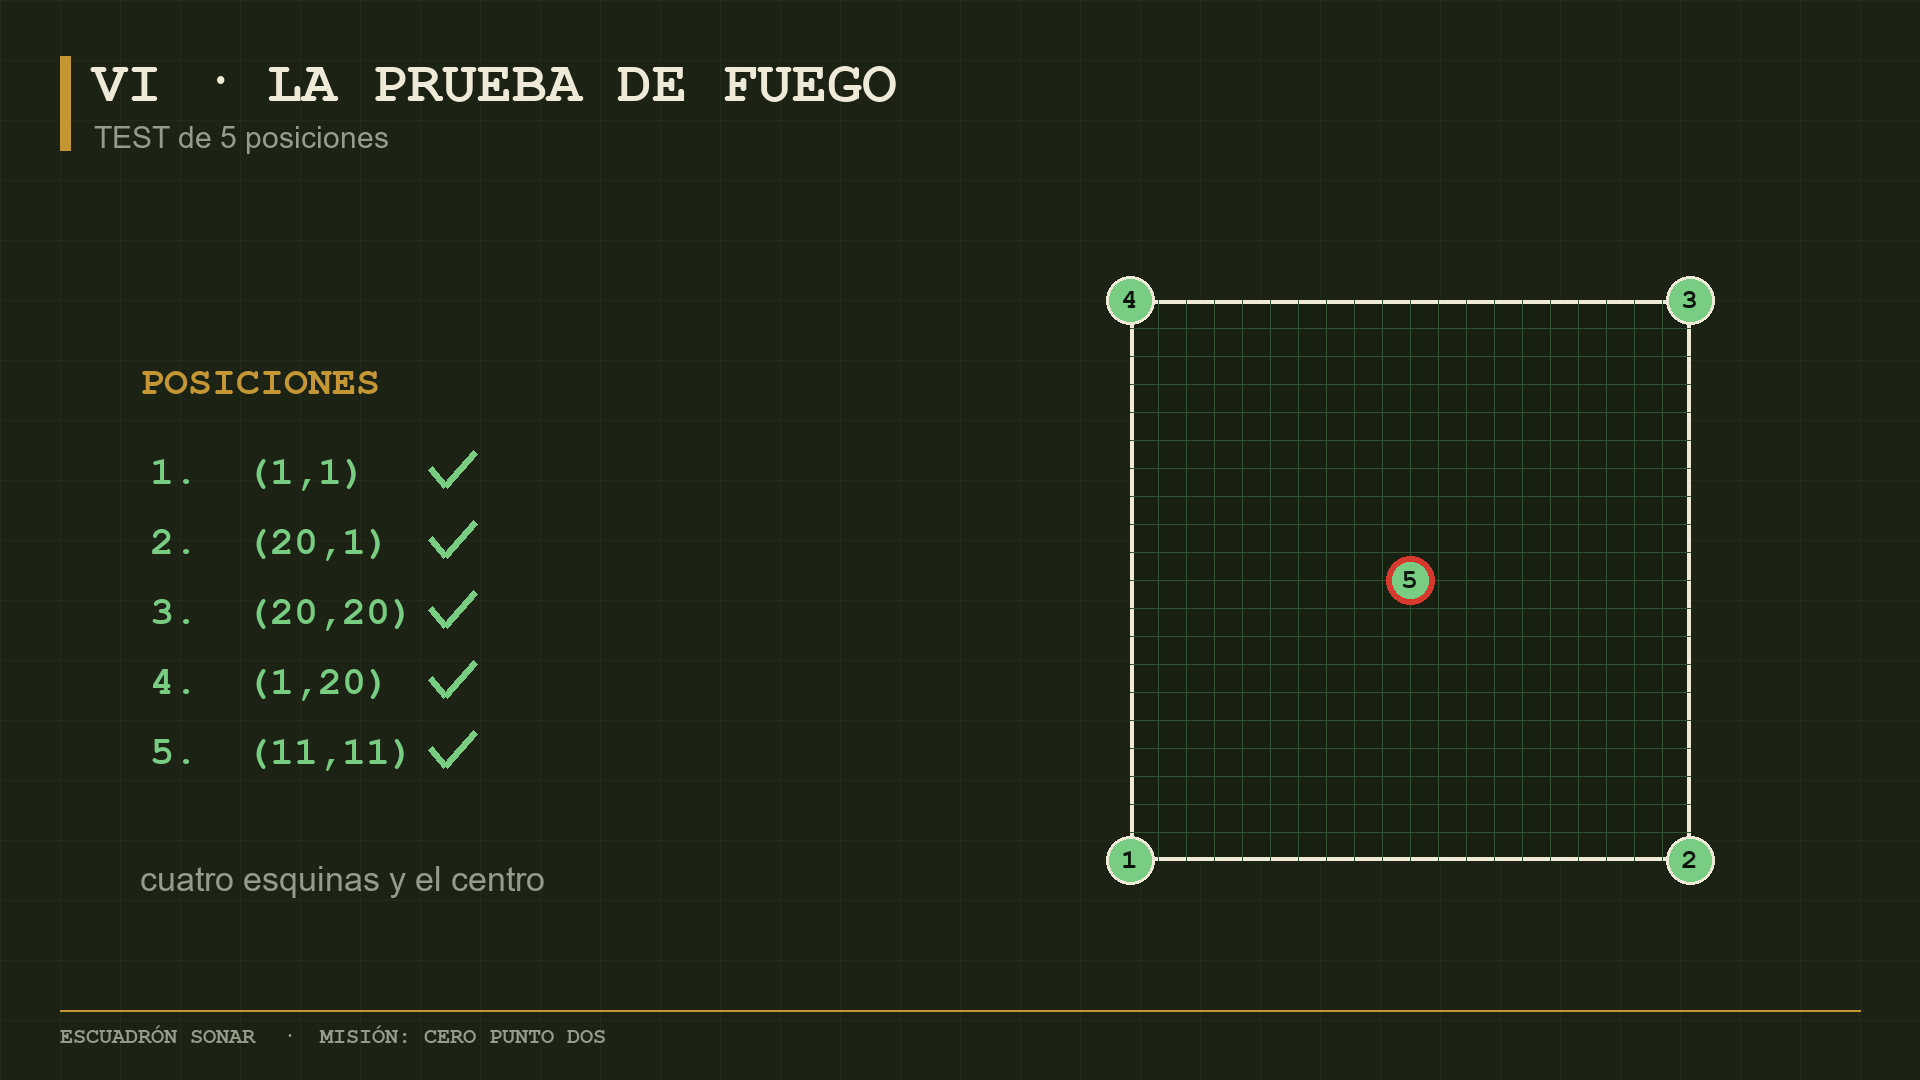 VI · LA PRUEBA DE FUEGO
TEST de 5 posiciones
POSICIONES
1. (1,1) ✓
2. (20,1) ✓
3. (20,20) ✓
4. (1,20) ✓
5. (11,11) ✓
cuatro esquinas y el centro
4 3
5
1 2
ESCUADRÓN SONAR · MISIÓN: CERO PUNTO DOS